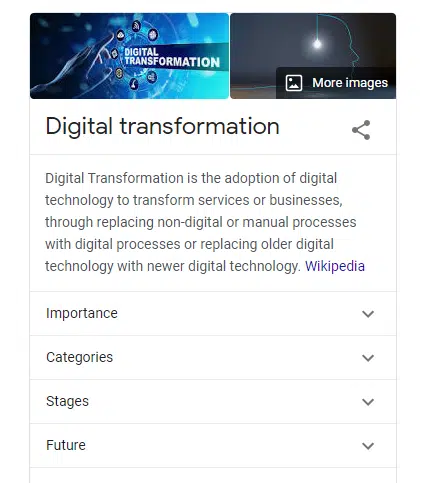 DIGITAL
TRANSFORMATION
More images
Digital transformation
Digital Transformation is the adoption of digital
technology to transform services or businesses,
through replacing non-digital or manual processes
with digital processes or replacing older digital
technology with newer digital technology. Wikipedia
Importance
Categories
Stages
Future